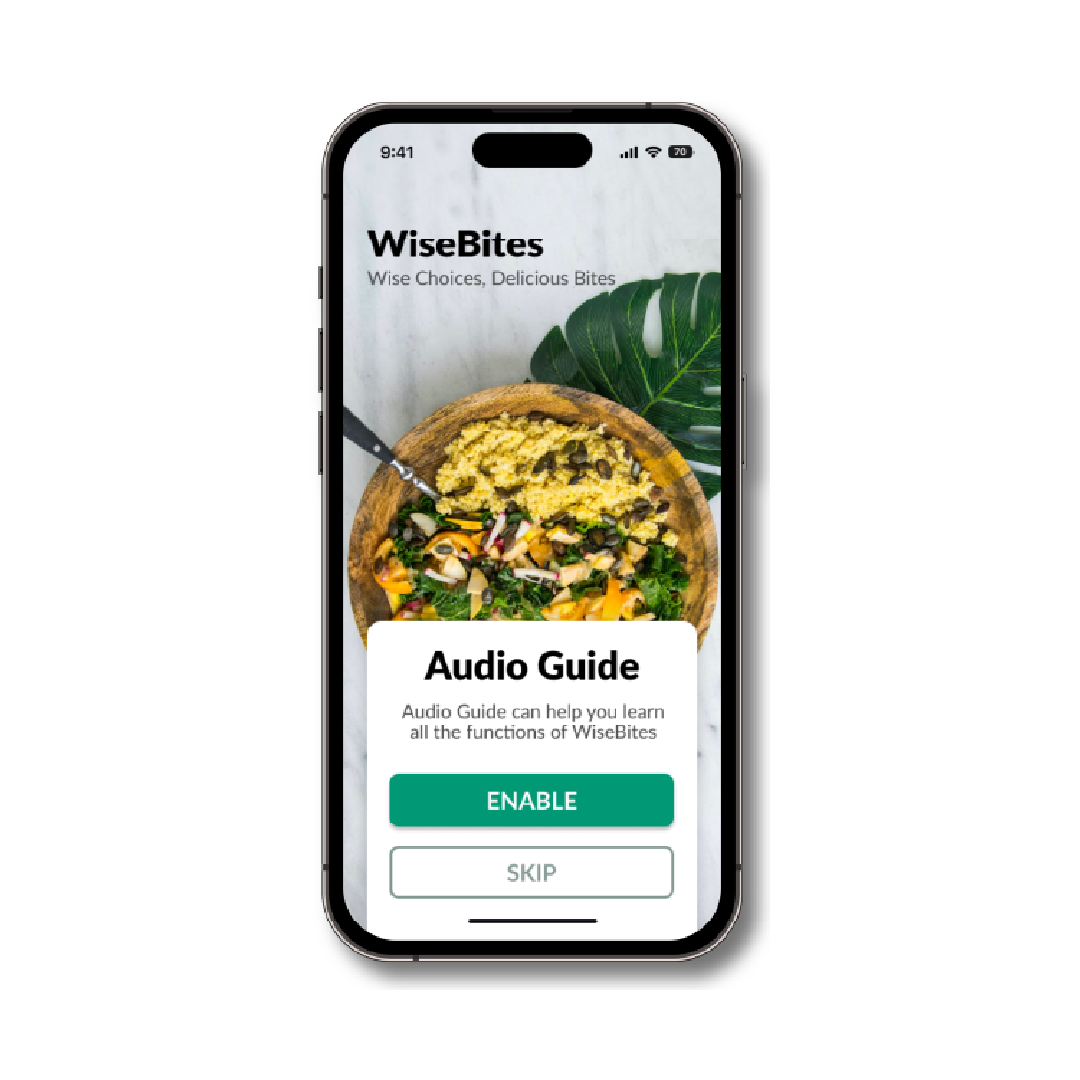 9:41
70
WiseBites
Wise Choices, Delicious Bites
Audio Guide
Audio Guide can help you learn
all the functions of WiseBites
ENABLE
SKIP